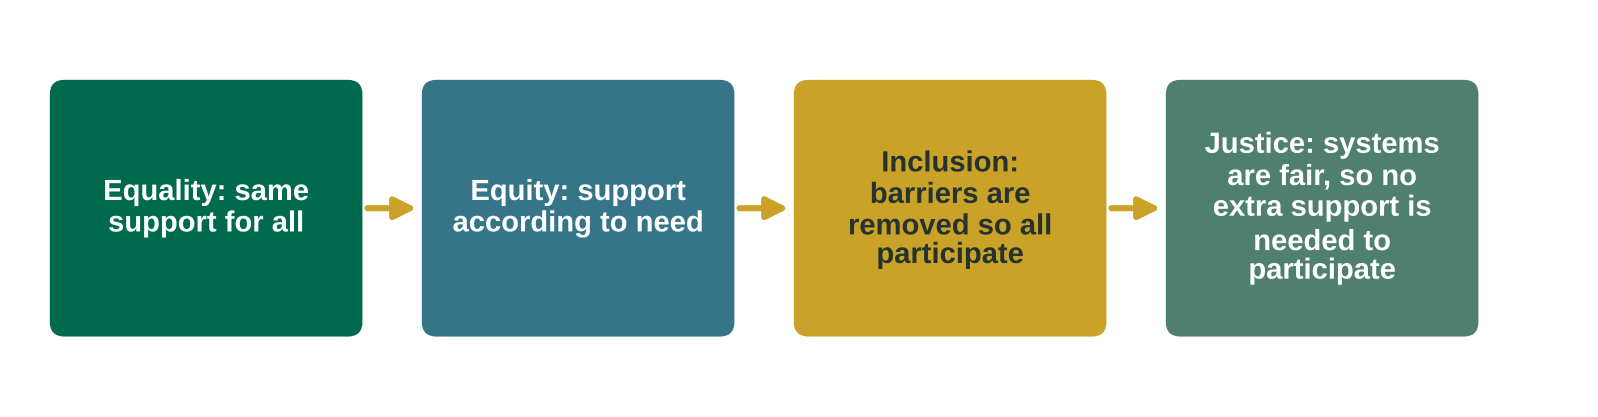 Equality: same
support for all
Equity: support
according to need
Inclusion:
barriers are
removed so all
participate
Justice: systems
are fair, so no
extra support is
needed to
participate